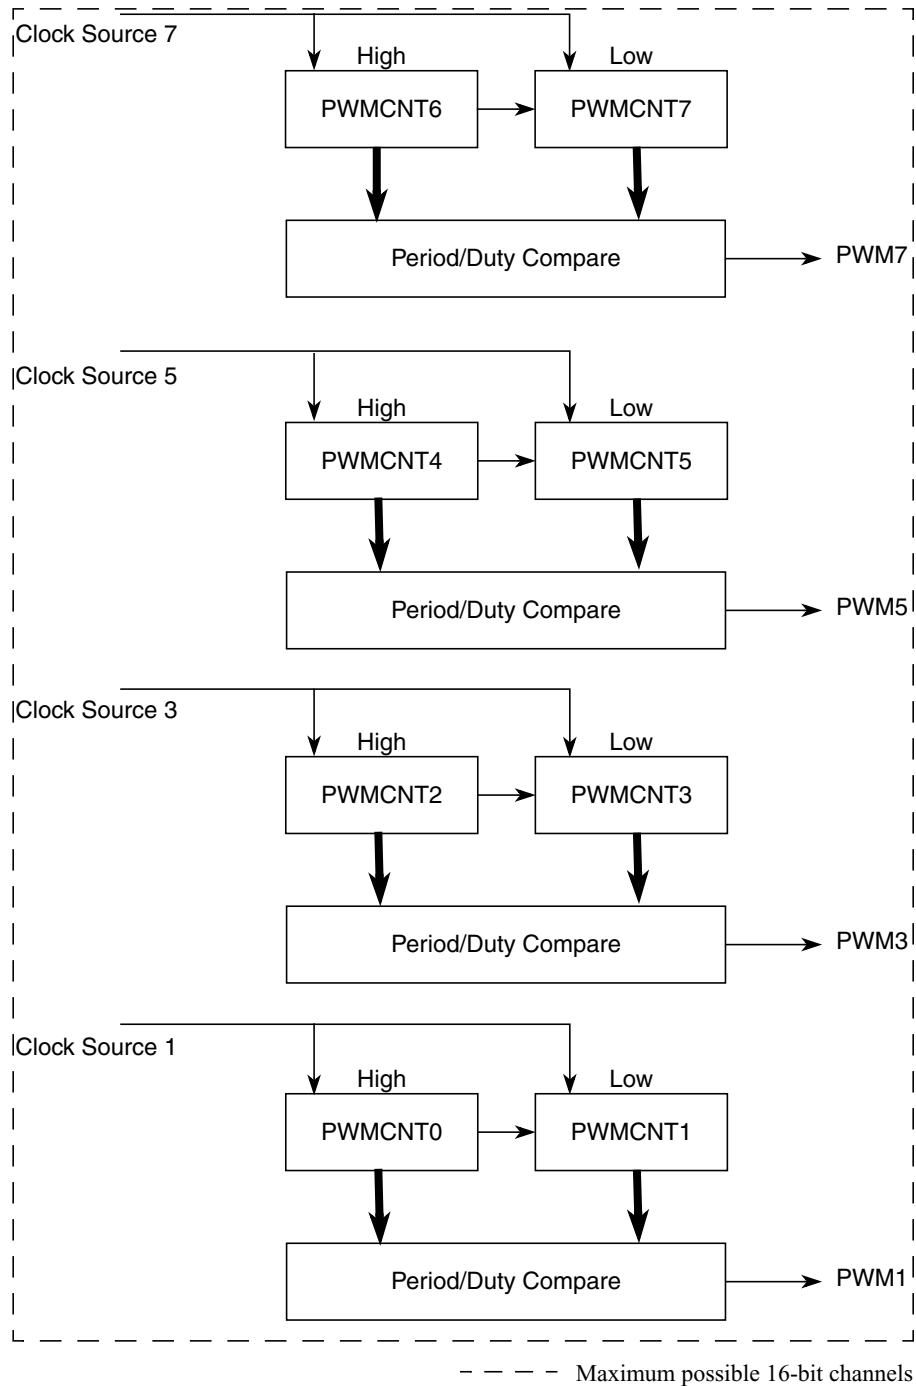 Clock Source 7
High Low
PWMCNT6 PWMCNT7
Period/Duty Compare PWM7
Clock Source 5
High Low
PWMCNT4 PWMCNT5
Period/Duty Compare PWM5
Clock Source 3
High Low
PWMCNT2 PWMCNT3
Period/Duty Compare PWM3
Clock Source 1
High Low
PWMCNT0 PWMCNT1
Period/Duty Compare PWM1
Maximum possible 16-bit channels